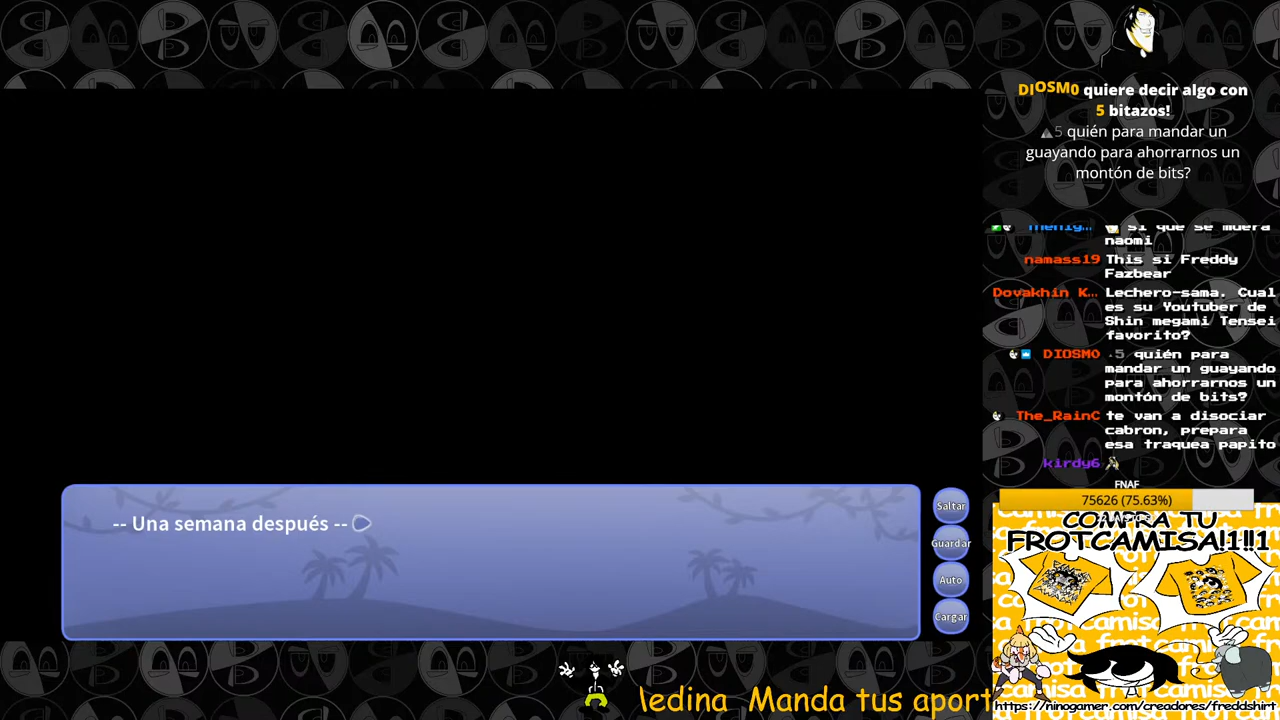 DIOSM0 quiere decir algo con
5 bitazos!
5 quién para mandar un
guayando para ahorrarnos un
montón de bits?
si que se muera
naomi
namass19 This si Freddy
Fazbear
Dovakhin K... Lechero-sama. Cual
es su Youtuber de
Shin megami Tensei
favorito?
DIOSM0 .5 quién para
mandar un guayando
para ahorrarnos un
montón de bits?
The_RainC te van a disociar
cabron, prepara
esa traquea papito
kirdy6
FNAF
75626 (75.63%)
COMPRA TU
FROTCAMISA!1!!1
-- Una semana después --
Saltar
Guardar
Auto
Cargar
ledina Manda tus aport
https://ninogamer.com/creadores/freddshirt